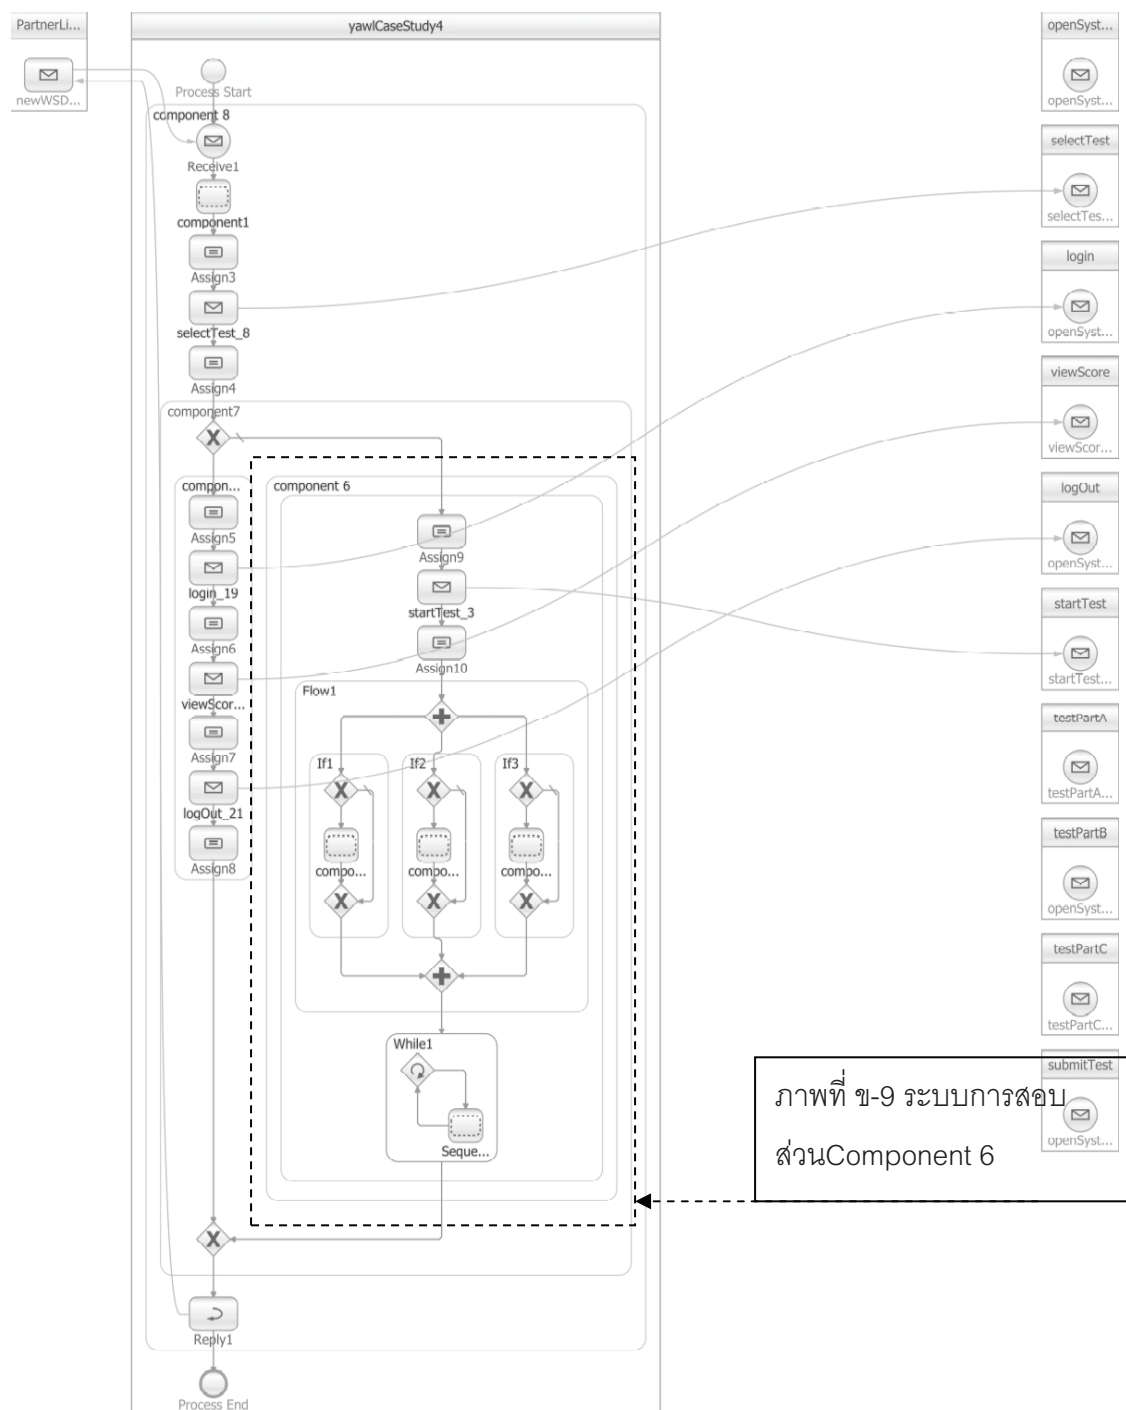 PartnerLi...
newWSD...
yawlCaseStudy4
Process Start
component 8
Receive1
component1
Assign3
selectTest_8
Assign4
component7
compon...
Assign5
login_19
Assign6
viewScor...
Assign7
logOut_21
Assign8
component 6
Assign9
startTest_3
Assign10
Flow1
If1
If2
If3
compo...
compo...
compo...
While1
Seque...
Reply1
Process End
openSyst...
openSyst...
selectTest
selectTes...
login
openSyst...
viewScore
viewScor...
logOut
openSyst...
startTest
startTest...
testPartA
testPartA...
testPartB
openSyst...
testPartC
testPartC...
submitTest
openSyst...
ภาพที่ ข-9 ระบบการสอบ
ส่วนComponent 6